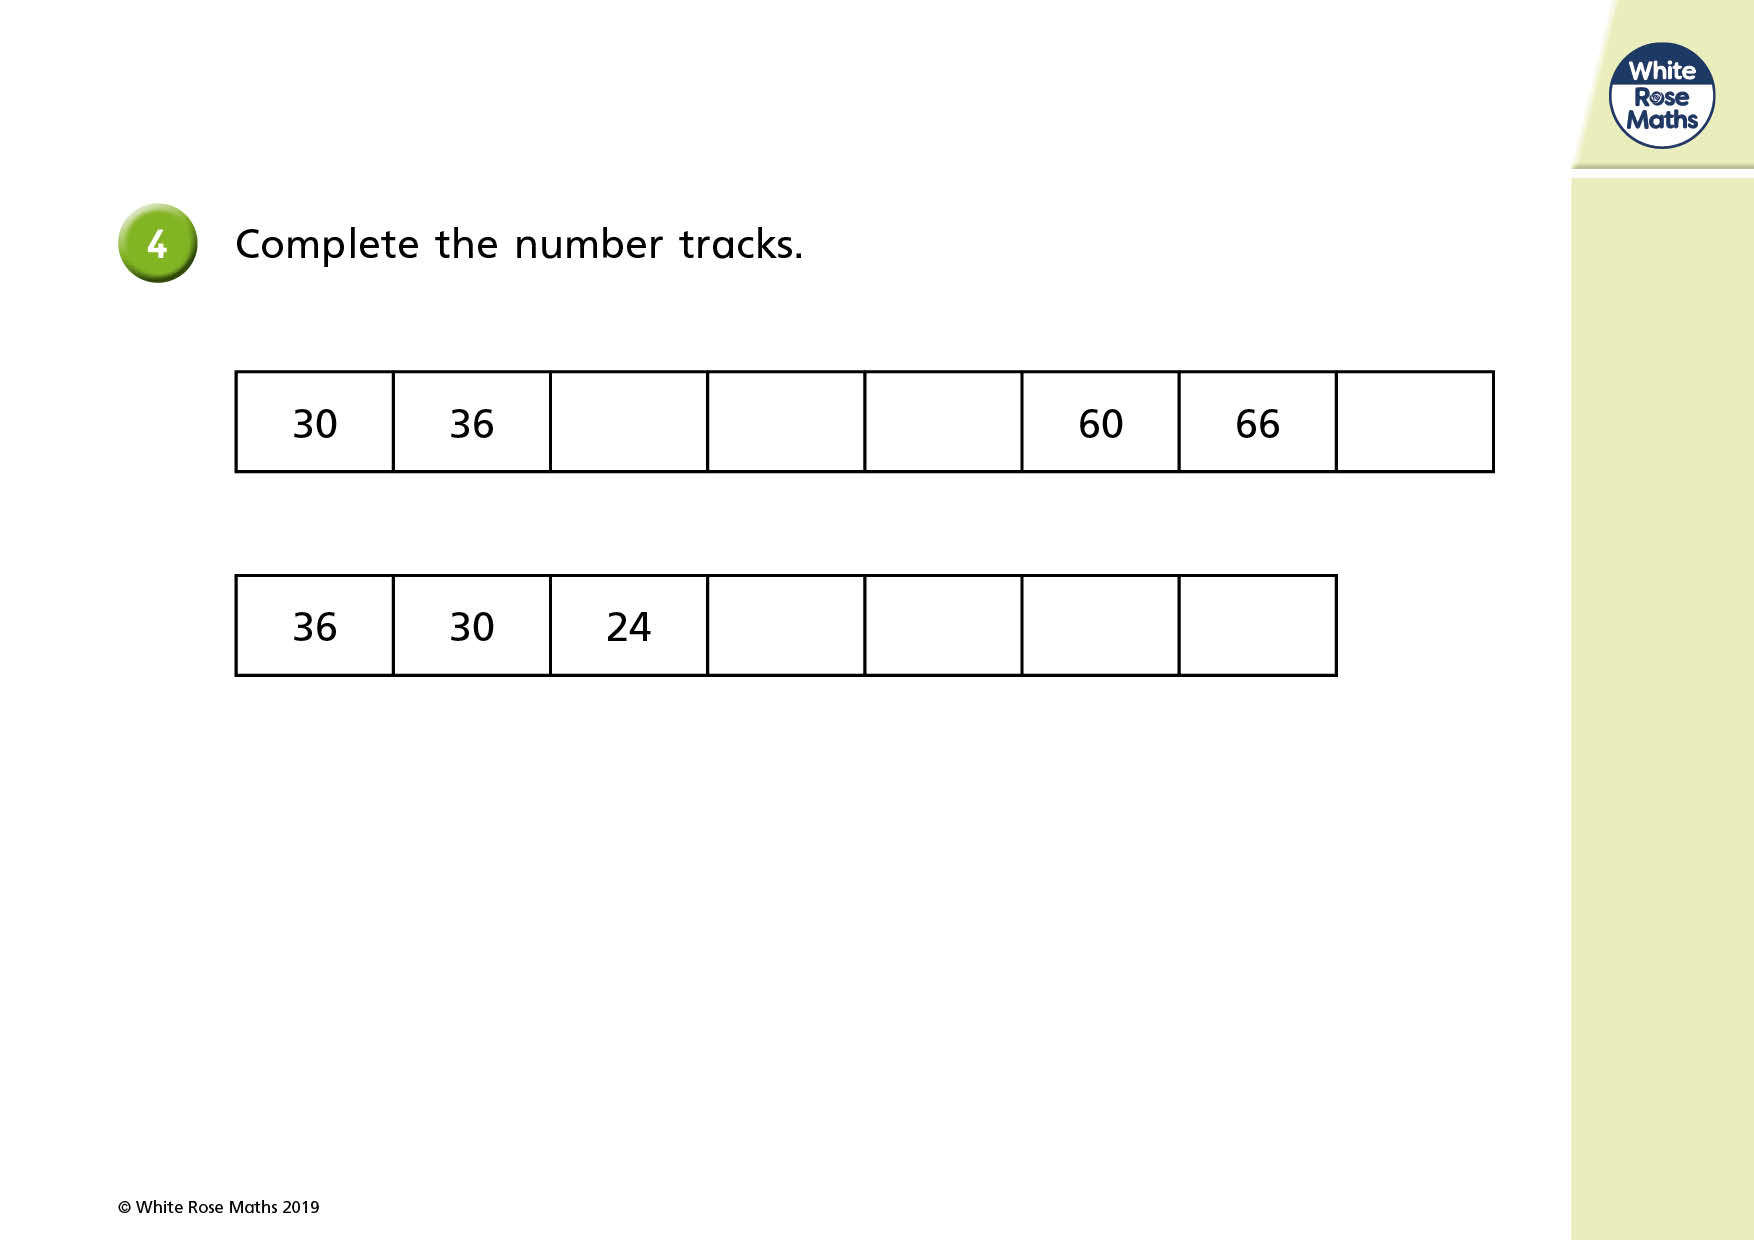 White
Rose
Maths
4 Complete the number tracks.
30 36 60 66
36 30 24
© White Rose Maths 2019